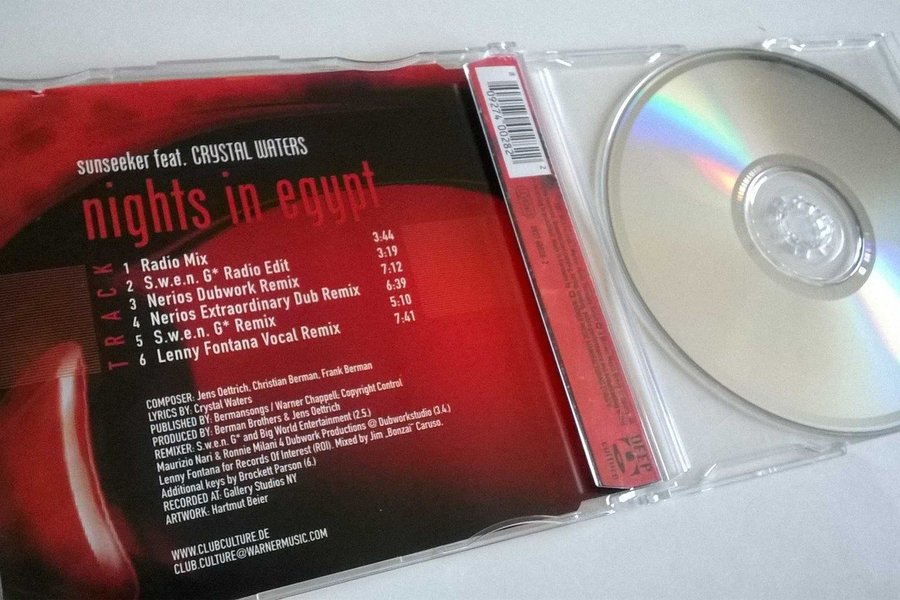 sunseeker feat. CRYSTAL WATERS
nights in egypt
TRACK
1 Radio Mix 3:44
2 S.w.e.n. G* Radio Edit 3:19
3 Nerios Dubwork Remix 7:12
4 Nerios Extraordinary Dub Remix 6:39
5 S.w.e.n. G* Remix 5:10
6 Lenny Fontana Vocal Remix 7:41
COMPOSER: Jens Oettrich, Christian Berman, Frank Berman
LYRICS BY: Crystal Waters
PUBLISHED BY: Bermansongs / Warner Chappell, Copyright Control
PRODUCED BY: Berman Brothers & Jens Oettrich
REMIXER: S.w.e.n. G* and Big World Entertainment (2.5.)
Maurizio Nari & Ronnie Milani 4 Dubwork Productions @ Dubworkstudio (3.4.)
Lenny Fontana for Records Of Interest (ROI). Mixed by Jim „Bonzai" Caruso.
Additional keys by Brockett Parson (6.)
RECORDED AT: Gallery Studios NY
ARTWORK: Hartmut Beier
WWW.CLUBCULTURE.DE
CLUB.CULTURE@WARNERMUSIC.COM
8 09274 00282 2
DEEP
CULTURE